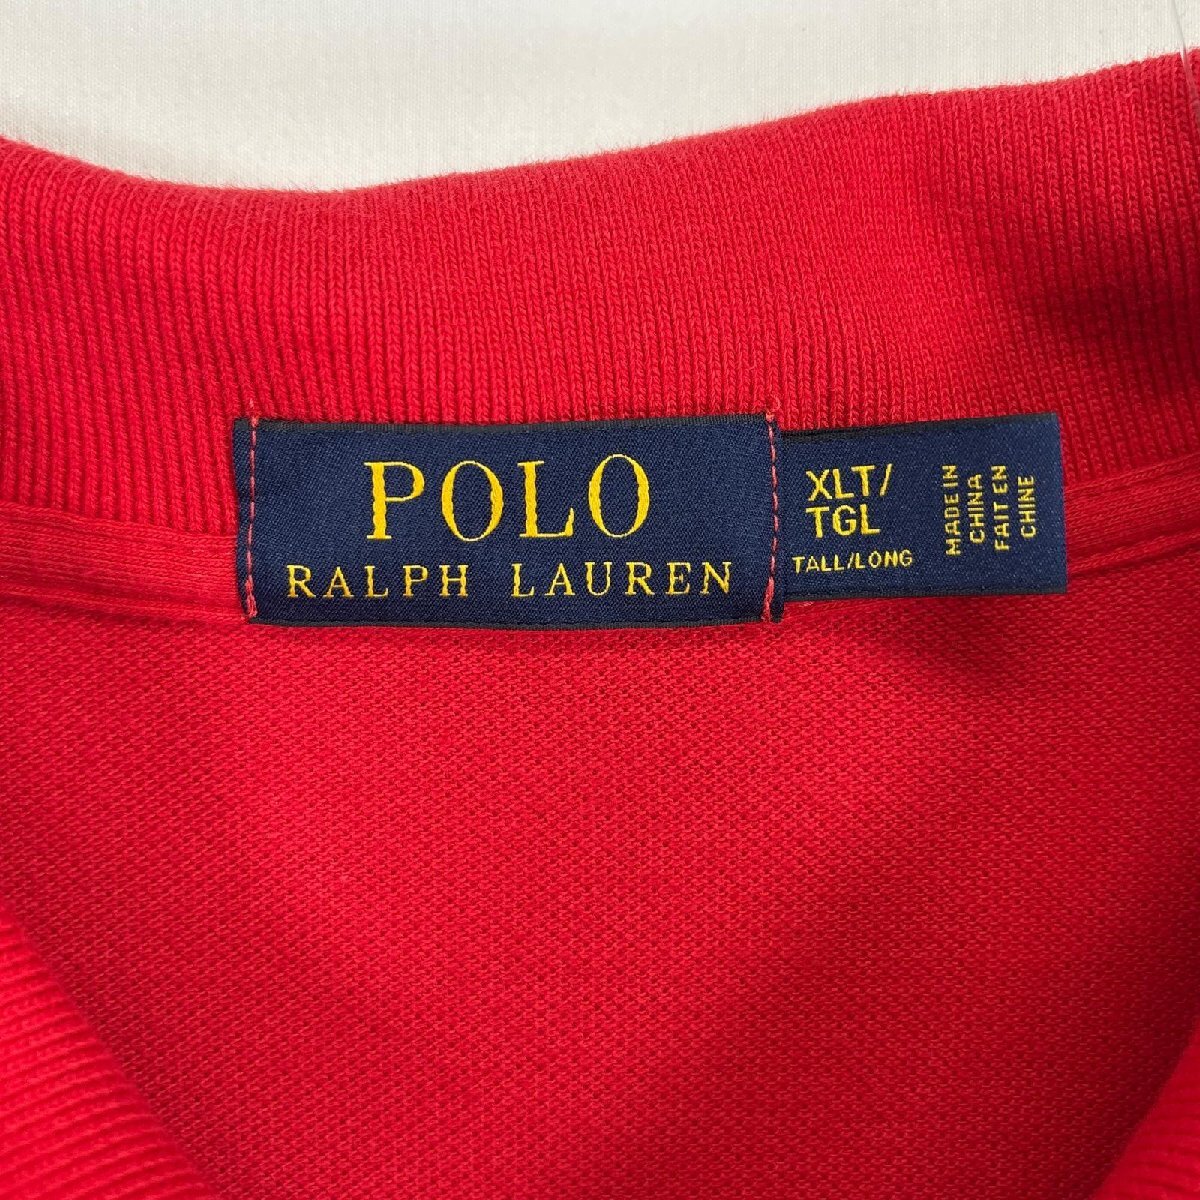 POLO
RALPH LAUREN
XLT/
TGL
TALL/LONG
MADE IN
CHINA
FAIT EN
CHINE